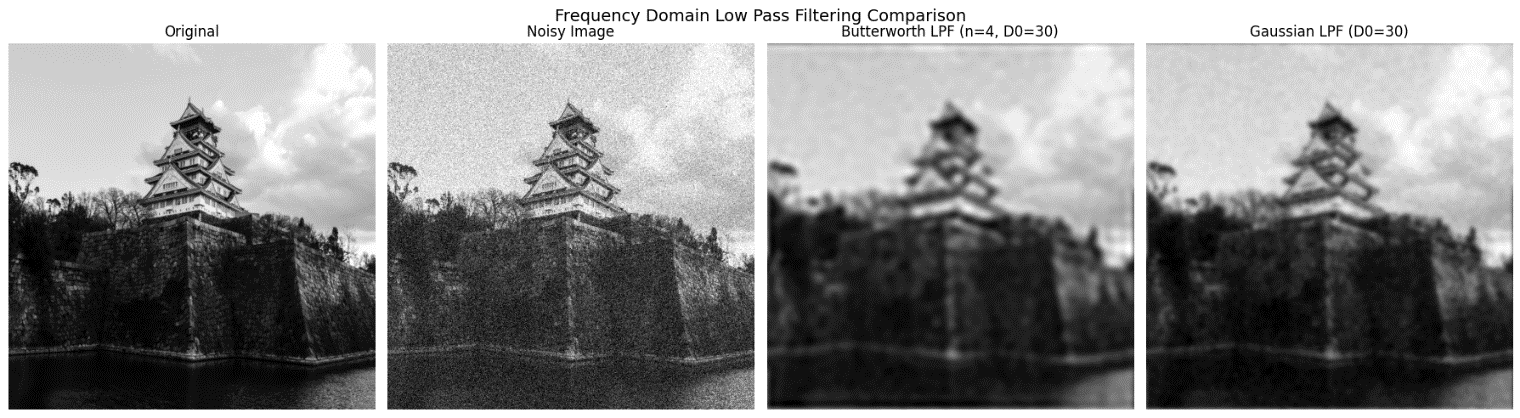 Frequency Domain Low Pass Filtering Comparison
Original
Noisy Image
Butterworth LPF (n=4, D0=30)
Gaussian LPF (D0=30)